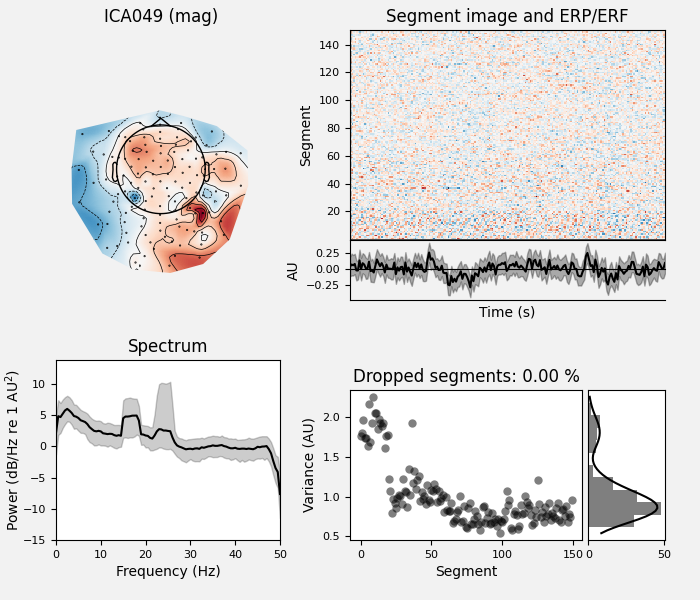 ICA049 (mag)
Segment image and ERP/ERF
140
120
100
80
60
40
20
Segment
0.25
0.00
−0.25
AU
Time (s)
Spectrum
10
5
0
−5
−10
−15
Power (dB/Hz re 1 AU²)
0 10 20 30 40 50
Frequency (Hz)
Dropped segments: 0.00 %
2.0
1.5
1.0
0.5
Variance (AU)
0 50 100 150
Segment
0 50